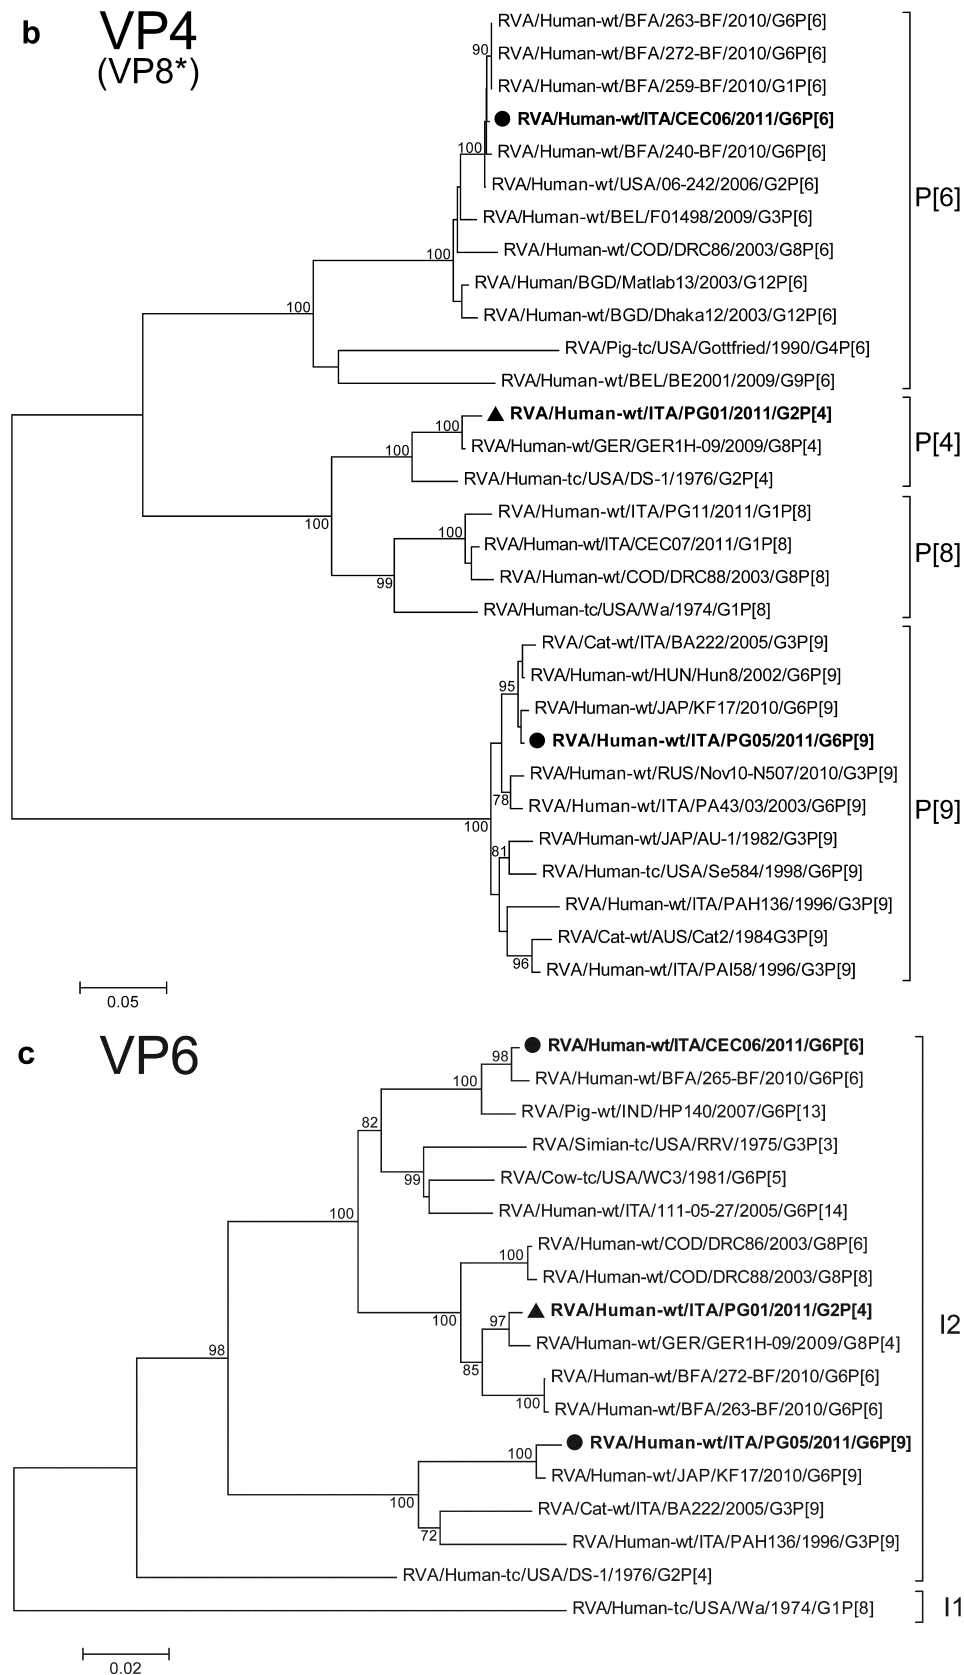 b VP4
(VP8*)
RVA/Human-wt/BFA/263-BF/2010/G6P[6]
90
RVA/Human-wt/BFA/272-BF/2010/G6P[6]
RVA/Human-wt/BFA/259-BF/2010/G1P[6]
RVA/Human-wt/ITA/CEC06/2011/G6P[6]
100
RVA/Human-wt/BFA/240-BF/2010/G6P[6]
RVA/Human-wt/USA/06-242/2006/G2P[6]
P[6]
RVA/Human-wt/BEL/F01498/2009/G3P[6]
100
RVA/Human-wt/COD/DRC86/2003/G8P[6]
RVA/Human/BGD/Matlab13/2003/G12P[6]
100
RVA/Human-wt/BGD/Dhaka12/2003/G12P[6]
RVA/Pig-tc/USA/Gottfried/1990/G4P[6]
RVA/Human-wt/BEL/BE2001/2009/G9P[6]
RVA/Human-wt/ITA/PG01/2011/G2P[4]
100
RVA/Human-wt/GER/GER1H-09/2009/G8P[4]
P[4]
100
RVA/Human-tc/USA/DS-1/1976/G2P[4]
RVA/Human-wt/ITA/PG11/2011/G1P[8]
100
100
RVA/Human-wt/ITA/CEC07/2011/G1P[8]
P[8]
RVA/Human-wt/COD/DRC88/2003/G8P[8]
99
RVA/Human-tc/USA/Wa/1974/G1P[8]
RVA/Cat-wt/ITA/BA222/2005/G3P[9]
RVA/Human-wt/HUN/Hun8/2002/G6P[9]
95
RVA/Human-wt/JAP/KF17/2010/G6P[9]
RVA/Human-wt/ITA/PG05/2011/G6P[9]
RVA/Human-wt/RUS/Nov10-N507/2010/G3P[9]
78
RVA/Human-wt/ITA/PA43/03/2003/G6P[9]
P[9]
100
RVA/Human-wt/JAP/AU-1/1982/G3P[9]
81
RVA/Human-tc/USA/Se584/1998/G6P[9]
RVA/Human-wt/ITA/PAH136/1996/G3P[9]
RVA/Cat-wt/AUS/Cat2/1984G3P[9]
96
RVA/Human-wt/ITA/PAI58/1996/G3P[9]
0.05
c VP6
RVA/Human-wt/ITA/CEC06/2011/G6P[6]
98
RVA/Human-wt/BFA/265-BF/2010/G6P[6]
100
RVA/Pig-wt/IND/HP140/2007/G6P[13]
82
RVA/Simian-tc/USA/RRV/1975/G3P[3]
99
RVA/Cow-tc/USA/WC3/1981/G6P[5]
RVA/Human-wt/ITA/111-05-27/2005/G6P[14]
100
RVA/Human-wt/COD/DRC86/2003/G8P[6]
100
RVA/Human-wt/COD/DRC88/2003/G8P[8]
RVA/Human-wt/ITA/PG01/2011/G2P[4]
100
97
I2
RVA/Human-wt/GER/GER1H-09/2009/G8P[4]
98
85
RVA/Human-wt/BFA/272-BF/2010/G6P[6]
100
RVA/Human-wt/BFA/263-BF/2010/G6P[6]
RVA/Human-wt/ITA/PG05/2011/G6P[9]
100
RVA/Human-wt/JAP/KF17/2010/G6P[9]
100
RVA/Cat-wt/ITA/BA222/2005/G3P[9]
72
RVA/Human-wt/ITA/PAH136/1996/G3P[9]
RVA/Human-tc/USA/DS-1/1976/G2P[4]
RVA/Human-tc/USA/Wa/1974/G1P[8]
I1
0.02